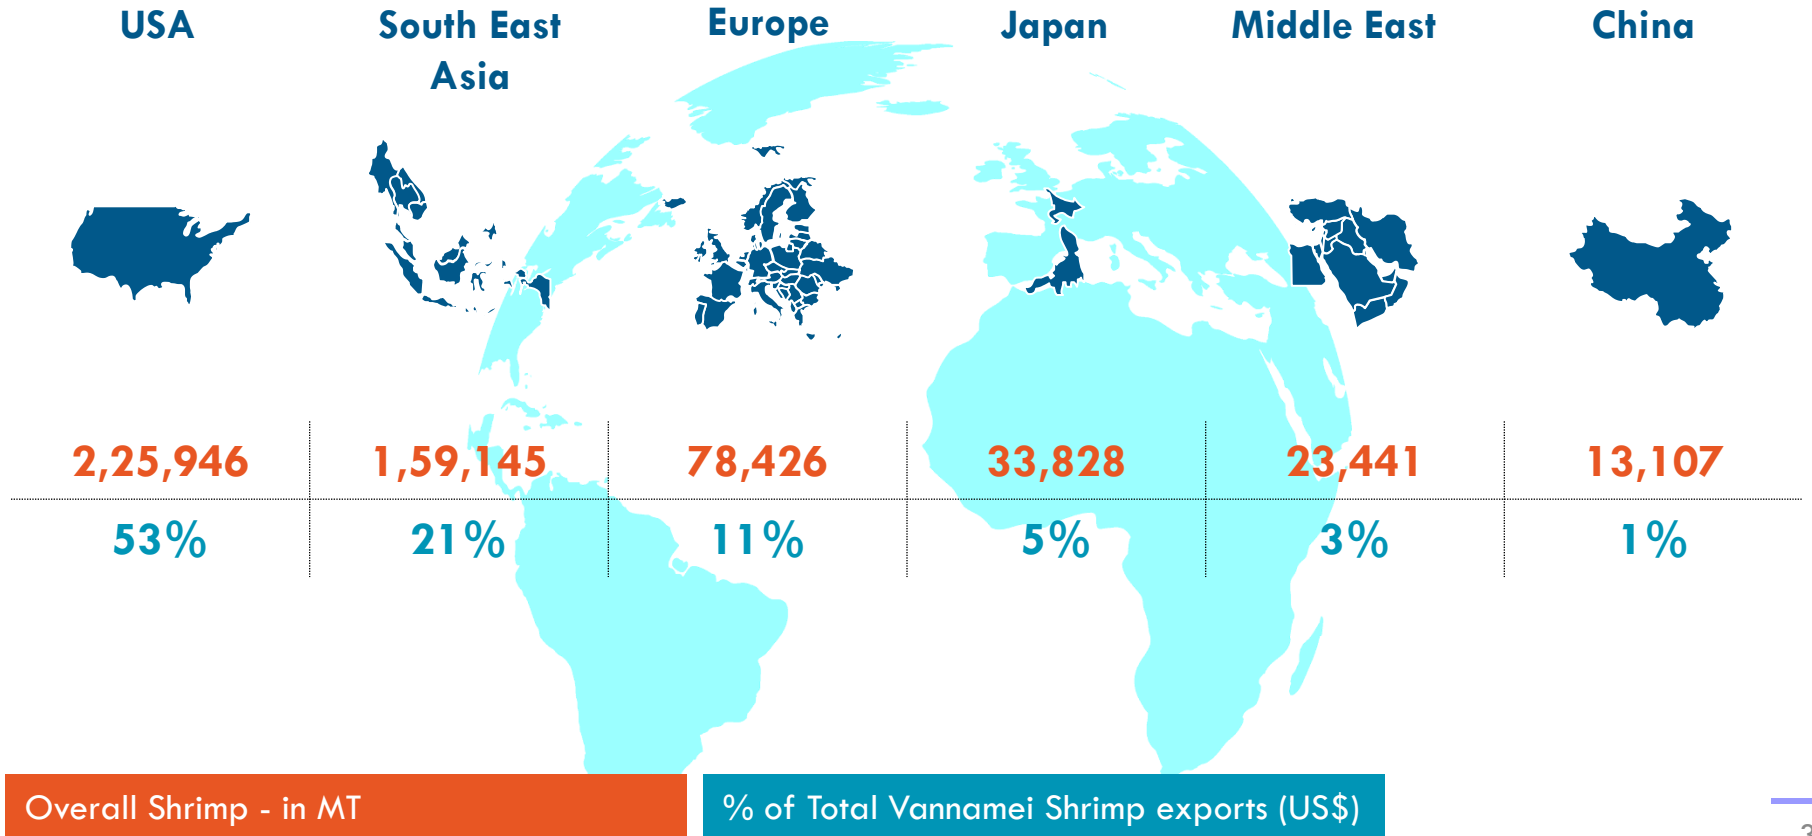 USA
South East
Asia
Europe
Japan
Middle East
China
2,25,946
1,59,145
78,426
33,828
23,441
13,107
53%
21%
11%
5%
3%
1%
Overall Shrimp - in MT
% of Total Vannamei Shrimp exports (US$)